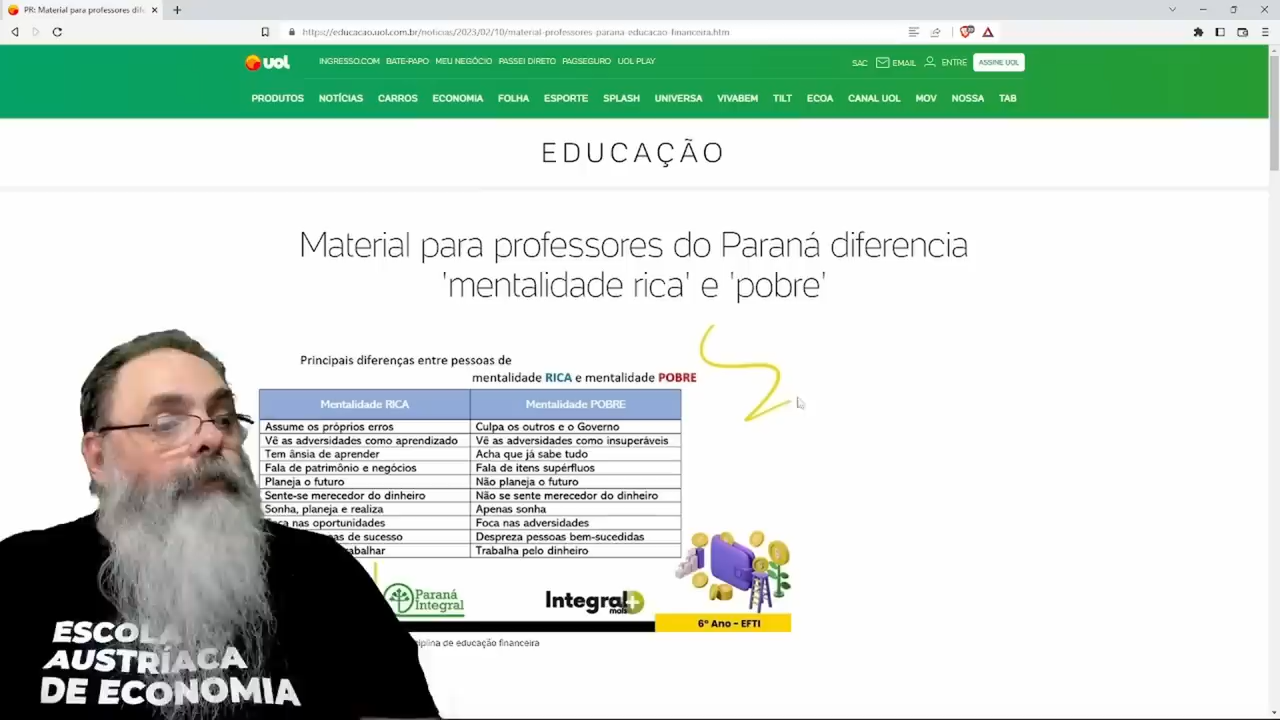 PR: Material para professores dif
https://educacao.uol.com.br/noticias/2023/02/10/material-professores-parana-educacao-financeira.htm
UOL
INGRESSO.COM BATE-PAPO MEU NEGÓCIO PASSEI DIRETO PAGSEGURO UOL PLAY
SAC EMAIL ENTRE ASSINE UOL
PRODUTOS NOTÍCIAS CARROS ECONOMIA FOLHA ESPORTE SPLASH UNIVERSA VIVABEM TILT ECOA CANAL UOL MOV NOSSA TAB
EDUCAÇÃO
Material para professores do Paraná diferencia
'mentalidade rica' e 'pobre'
Principais diferenças entre pessoas de
mentalidade RICA e mentalidade POBRE
Mentalidade RICA Mentalidade POBRE
Assume os próprios erros Culpa os outros e o Governo
Vê as adversidades como aprendizado Vê as adversidades como insuperáveis
Tem ânsia de aprender Acha que já sabe tudo
Fala de patrimônio e negócios Fala de itens supérfluos
Planeja o futuro Não planeja o futuro
Sente-se merecedor do dinheiro Não se sente merecedor do dinheiro
Sonha, planeja e realiza Apenas sonha
nas oportunidades Foca nas adversidades
de sucesso Despreza pessoas bem-sucedidas
Trabalha pelo dinheiro
Paraná
Integral
Integral+
mais
6º Ano - EFTI
de educação financeira
ESCOLA
AUSTRÍACA
DE ECONOMIA